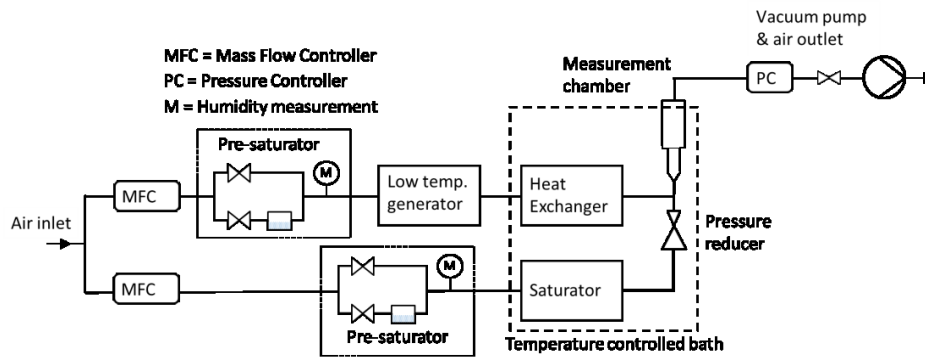 Vacuum pump
& air outlet
MFC = Mass Flow Controller
PC = Pressure Controller
M = Humidity measurement
Measurement
chamber
PC
Pre-saturator
M
MFC
Low temp.
generator
Heat
Exchanger
Air inlet
Pressure
reducer
MFC
M
Saturator
Pre-saturator
Temperature controlled bath